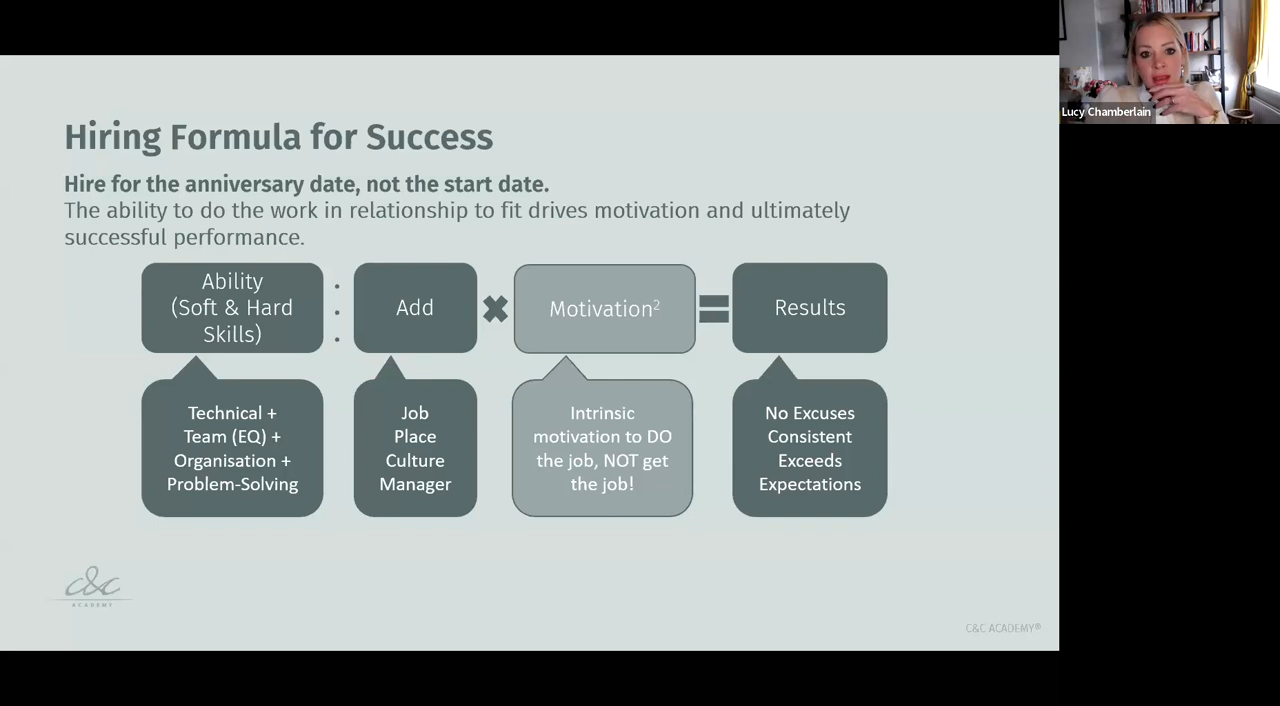 Lucy Chamberlain
Hiring Formula for Success
Hire for the anniversary date, not the start date.
The ability to do the work in relationship to fit drives motivation and ultimately
successful performance.
Ability
(Soft & Hard
Skills)
Add
Motivation²
Results
Technical +
Team (EQ) +
Organisation +
Problem-Solving
Job
Place
Culture
Manager
Intrinsic
motivation to DO
the job, NOT get
the job!
No Excuses
Consistent
Exceeds
Expectations
c&c
ACADEMY
C&C ACADEMY®